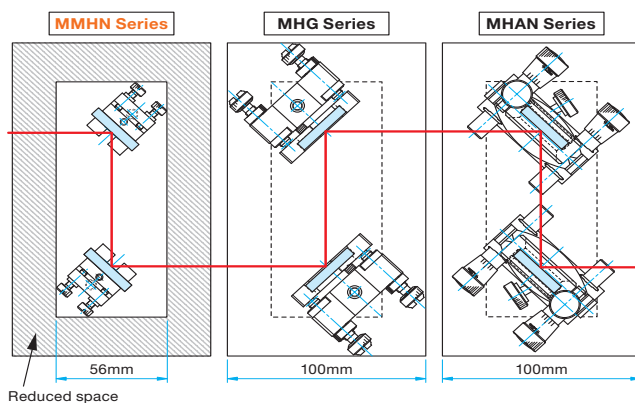 MMHN Series
MHG Series
MHAN Series
56mm
100mm
100mm
Reduced space